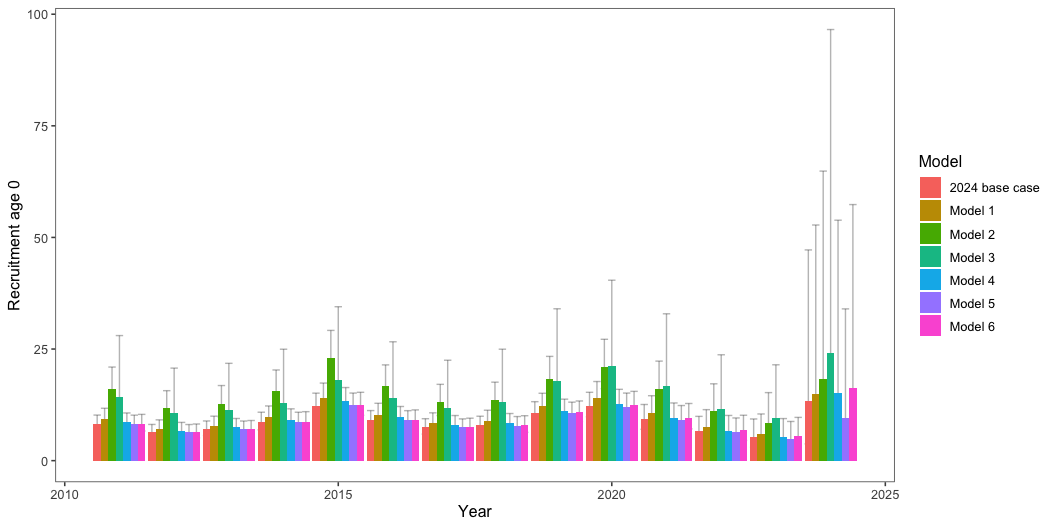 100
75
50
25
0
Recruitment age 0
2010
2015
2020
2025
Year
Model
2024 base case
Model 1
Model 2
Model 3
Model 4
Model 5
Model 6